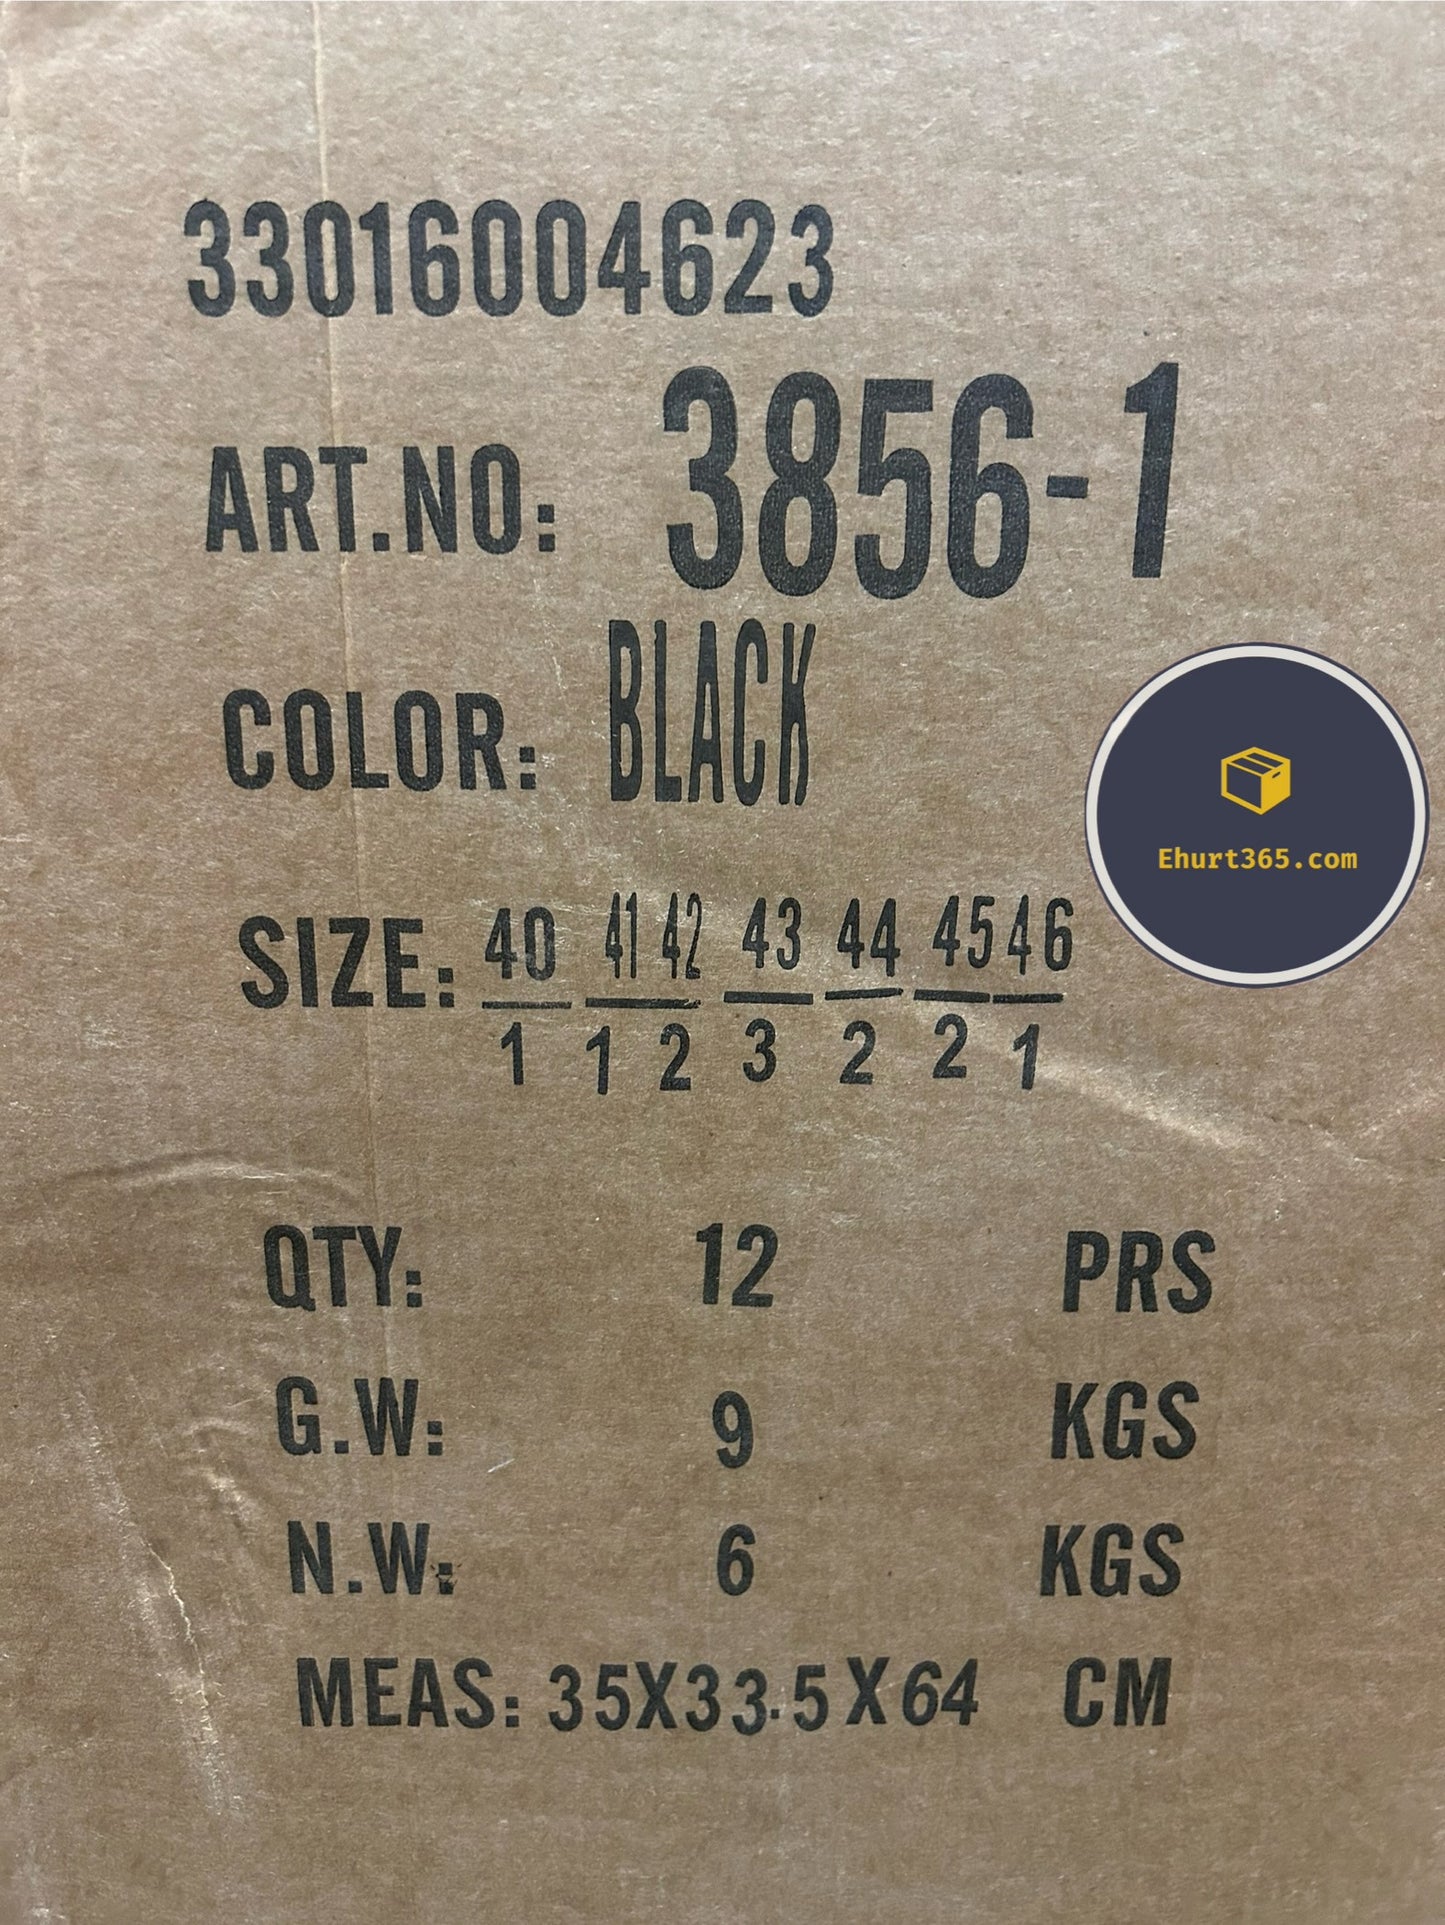 33016004623
ART.NO: 3856-1
COLOR: BLACK
SIZE: 40 41 42 43 44 45 46
1 1 2 3 2 2 1
QTY: 12 PRS
G.W: 9 KGS
N.W: 6 KGS
MEAS: 35X33.5X64 CM
Ehurt365.com